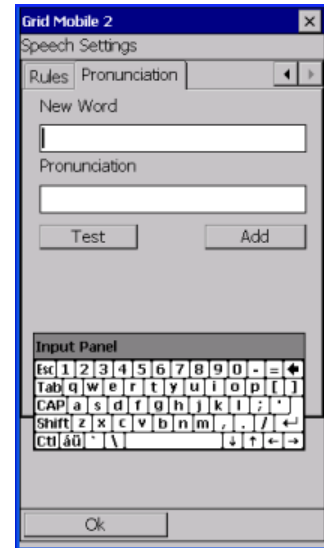 Grid Mobile 2
Speech Settings
Rules Pronunciation
New Word
Pronunciation
Test Add
Input Panel
Esc 1 2 3 4 5 6 7 8 9 0 - = 🡄
Tab q w e r t y u i o p [ ]
CAP a s d f g h j k l ; '
Shift z x c v b n m , . / ↵
Ctl áü ` \ ↓ ↑ ← →
Ok